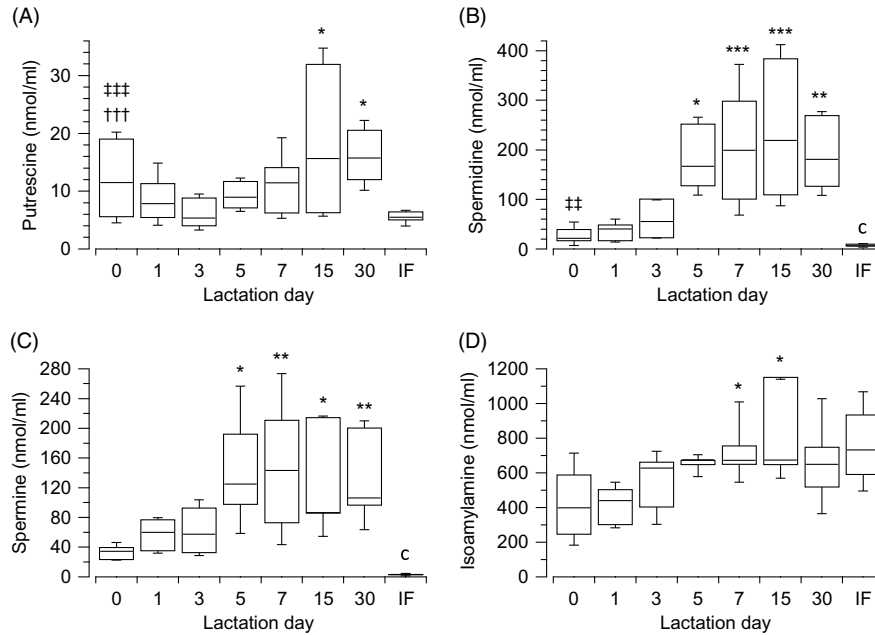 (A)
Putrescine (nmol/ml)
30
20
10
0
*
‡‡‡
†††
*
0 1 3 5 7 15 30 IF
Lactation day
(B)
Spermidine (nmol/ml)
400
300
200
100
0
‡‡
*
***
***
**
c
0 1 3 5 7 15 30 IF
Lactation day
(C)
Spermine (nmol/ml)
280
240
200
160
120
80
40
0
*
**
*
**
c
0 1 3 5 7 15 30 IF
Lactation day
(D)
Isoamylamine (nmol/ml)
1200
1000
800
600
400
200
0
*
*
0 1 3 5 7 15 30 IF
Lactation day